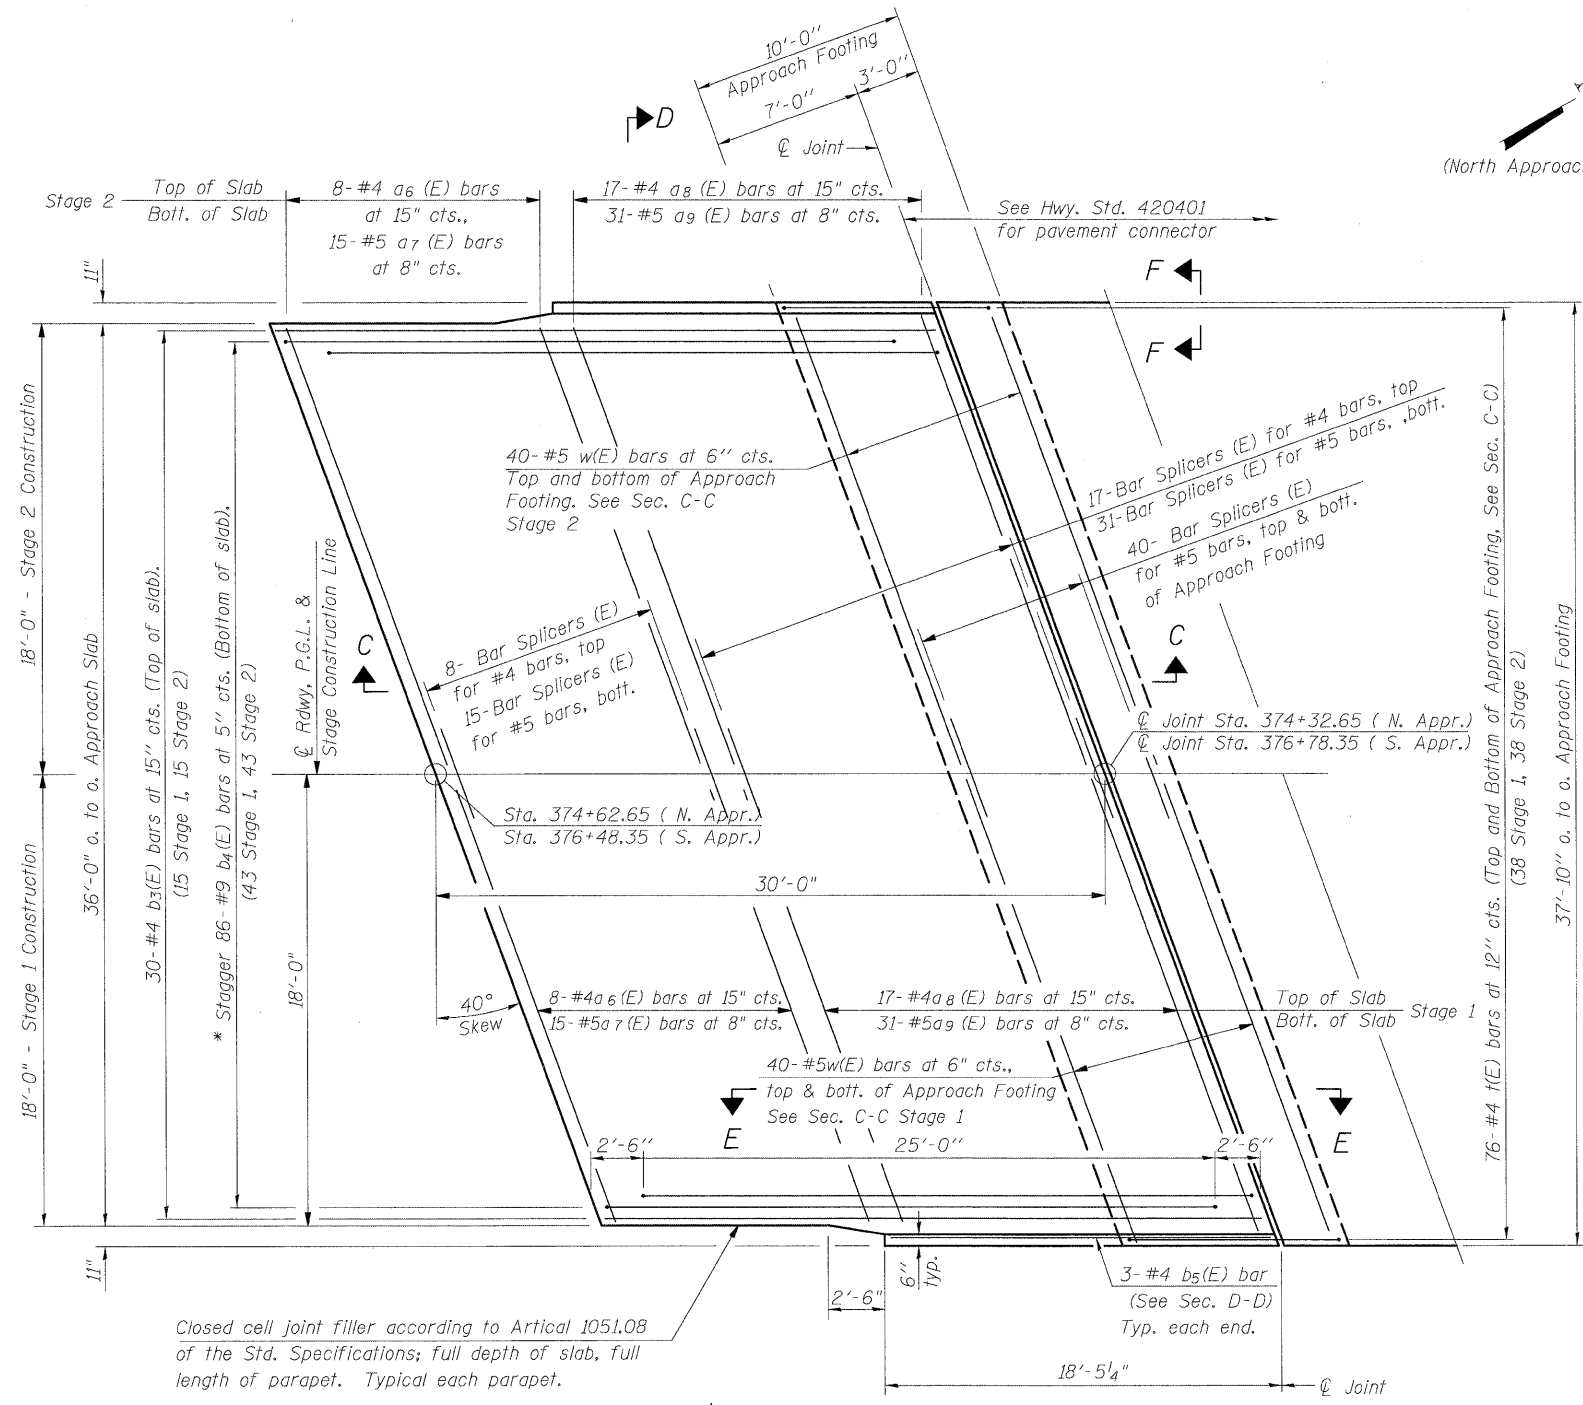 10'-0"
Approach Footing
3'-0"
7'-0"
℄ Joint
D
(North Approac
Stage 2
Top of Slab
Bott. of Slab
8- #4 a6 (E) bars
at 15" cts.,
15- #5 a7 (E) bars
at 8" cts.
17- #4 a8 (E) bars at 15" cts.
31- #5 a9 (E) bars at 8" cts.
See Hwy. Std. 420401
for pavement connector
F
F
11"
18'-0" - Stage 2 Construction
18'-0" - Stage 1 Construction
36'-0" o. to o. Approach Slab
30- #4 b3(E) bars at 15" cts. (Top of slab).
(15 Stage 1, 15 Stage 2)
* Stagger 86- #9 b4(E) bars at 5" cts. (Bottom of slab).
(43 Stage 1, 43 Stage 2)
18'-0"
℄ Rdwy, P.G.L. &
Stage Construction Line
40- #5 w(E) bars at 6" cts.
Top and bottom of Approach
Footing. See Sec. C-C
Stage 2
17-Bar Splicers (E) for #4 bars, top
31-Bar Splicers (E) for #5 bars, ,bott.
40- Bar Splicers (E)
for #5 bars, top & bott.
of Approach Footing
8- Bar Splicers (E)
for #4 bars, top
15-Bar Splicers (E)
for #5 bars, bott.
C
C
℄ Joint Sta. 374+32.65 ( N. Appr.)
℄ Joint Sta. 376+78.35 ( S. Appr.)
Sta. 374+62.65 ( N. Appr.)
Sta. 376+48.35 ( S. Appr.)
30'-0"
40°
Skew
8- #4a6(E) bars at 15" cts.
15- #5a7(E) bars at 8" cts.
17- #4a8(E) bars at 15" cts.
31- #5a9(E) bars at 8" cts.
Top of Slab
Bott. of Slab
Stage 1
40- #5w(E) bars at 6" cts.,
top & bott. of Approach Footing
See Sec. C-C Stage 1
E
E
2'-6"
25'-0"
2'-6"
76- #4 t(E) bars at 12" cts. (Top and Bottom of Approach Footing, See Sec. C-C)
(38 Stage 1, 38 Stage 2)
37'-10" o. to o. Approach Footing
11"
2'-6"
6"
typ.
3- #4 b5(E) bar
(See Sec. D-D)
Typ. each end.
Closed cell joint filler according to Artical 1051.08
of the Std. Specifications; full depth of slab, full
length of parapet. Typical each parapet.
18'-5¼"
℄ Joint